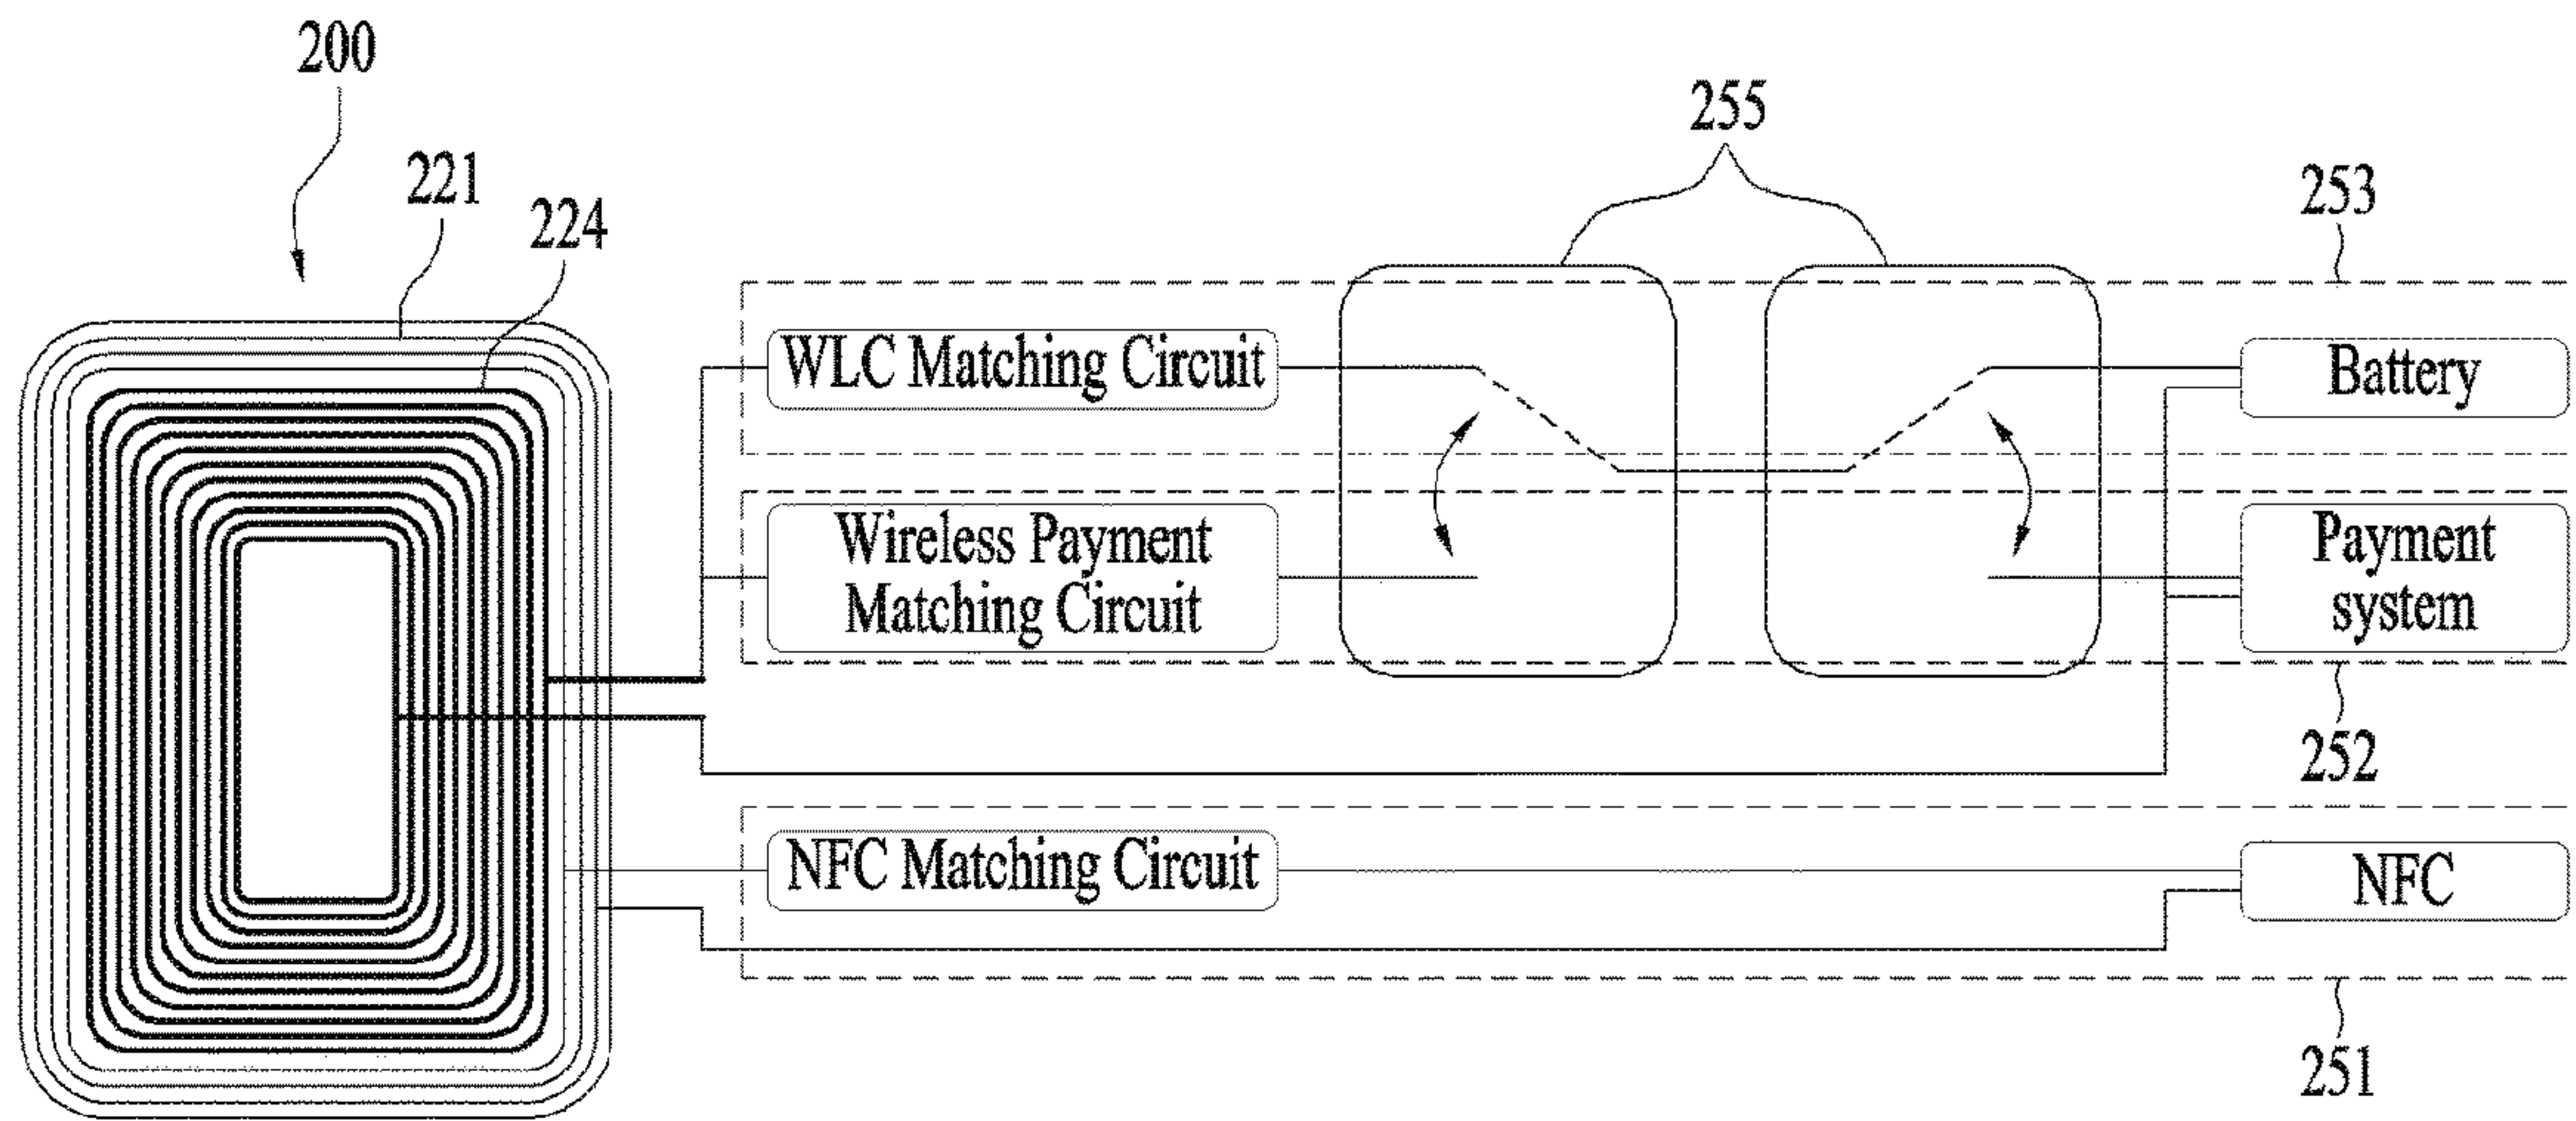 200
255
221
253
224
WLC Matching Circuit
Battery
Wireless Payment
Matching Circuit
Payment
system
252
NFC Matching Circuit
NFC
251